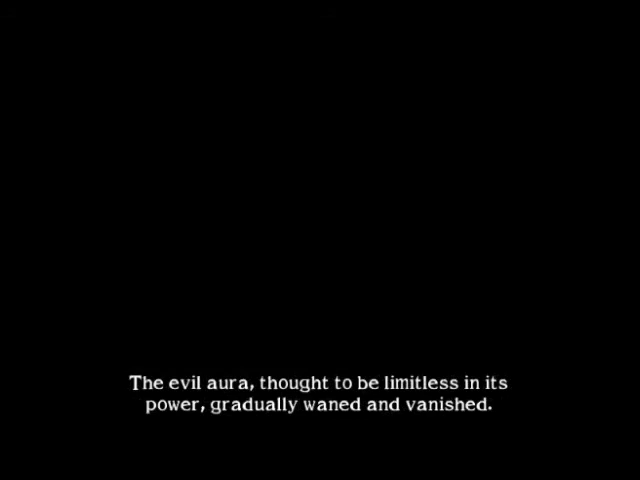 The evil aura, thought to be limitless in its
power, gradually waned and vanished.